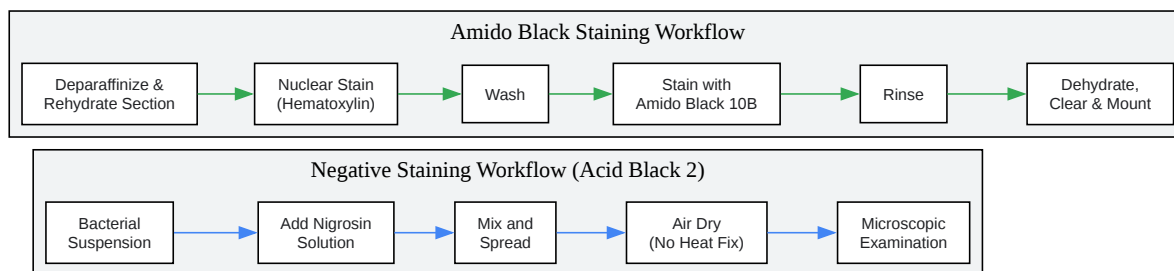 Amido Black Staining Workflow
Deparaffinize &
Rehydrate Section
Nuclear Stain
(Hematoxylin)
Wash
Stain with
Amido Black 10B
Rinse
Dehydrate,
Clear & Mount
Negative Staining Workflow (Acid Black 2)
Bacterial
Suspension
Add Nigrosin
Solution
Mix and
Spread
Air Dry
(No Heat Fix)
Microscopic
Examination